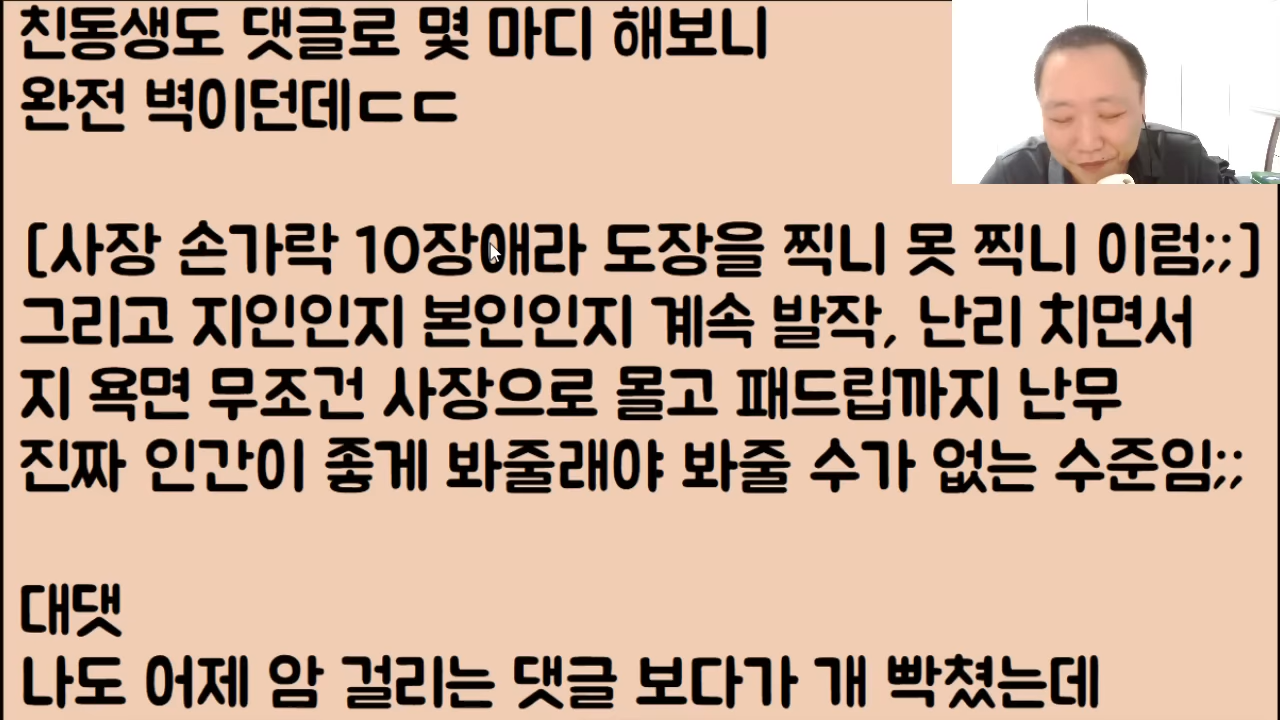 친동생도 댓글로 몇 마디 해보니
완전 벽이던데ㄷㄷ
[사장 손가락 10장애라 도장을 찍니 못 찍니 이럼;;]
그리고 지인인지 본인인지 계속 발작, 난리 치면서
지 욕면 무조건 사장으로 몰고 패드립까지 난무
진짜 인간이 좋게 봐줄래야 봐줄 수가 없는 수준임;;
대댓
나도 어제 암 걸리는 댓글 보다가 개 빡쳤는데